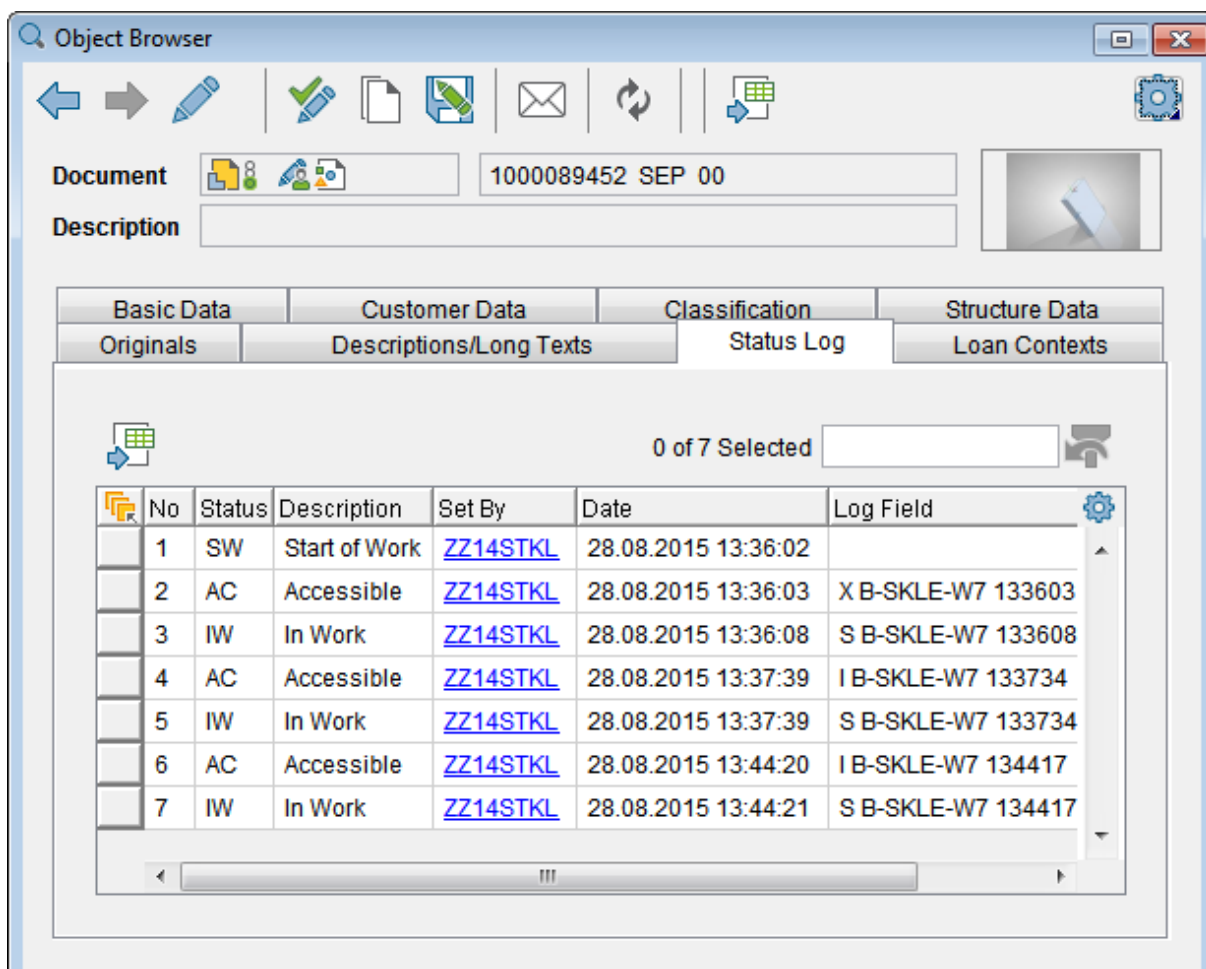 Object Browser
Document 1000089452 SEP 00
Description
Basic Data Customer Data Classification Structure Data
Originals Descriptions/Long Texts Status Log Loan Contexts
0 of 7 Selected
No Status Description Set By Date Log Field
1 SW Start of Work ZZ14STKL 28.08.2015 13:36:02
2 AC Accessible ZZ14STKL 28.08.2015 13:36:03 X B-SKLE-W7 133603
3 IW In Work ZZ14STKL 28.08.2015 13:36:08 S B-SKLE-W7 133608
4 AC Accessible ZZ14STKL 28.08.2015 13:37:39 I B-SKLE-W7 133734
5 IW In Work ZZ14STKL 28.08.2015 13:37:39 S B-SKLE-W7 133734
6 AC Accessible ZZ14STKL 28.08.2015 13:44:20 I B-SKLE-W7 134417
7 IW In Work ZZ14STKL 28.08.2015 13:44:21 S B-SKLE-W7 134417